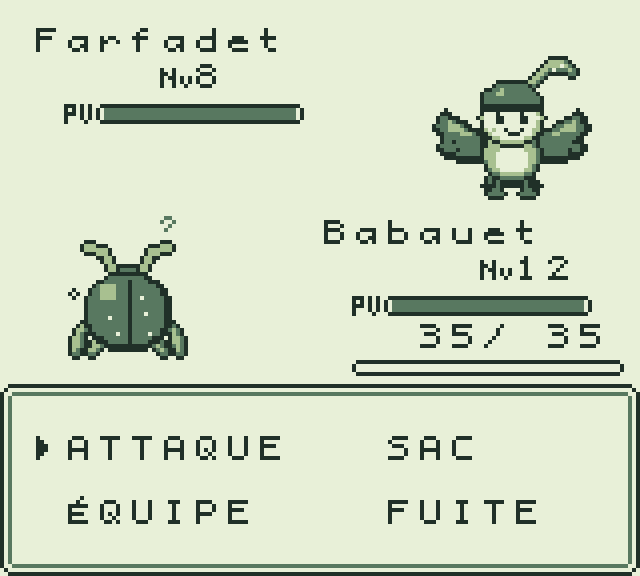 Farfadet
Nv8
PV
Babauet
Nv12
PV
35/ 35
ATTAQUE SAC
ÉQUIPE FUITE